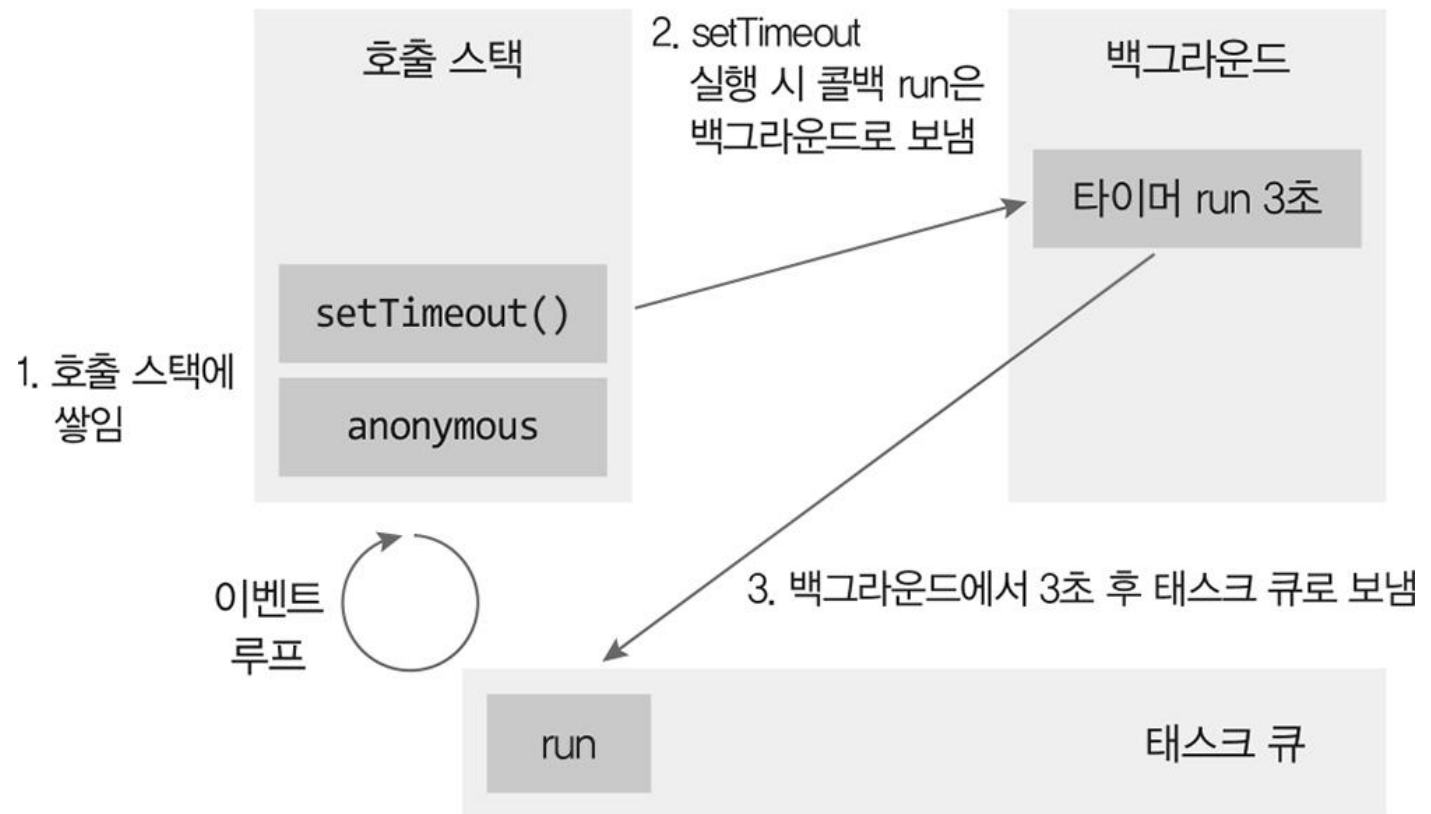 호출 스택
2. setTimeout
실행 시 콜백 run은
백그라운드로 보냄
백그라운드
타이머 run 3초
setTimeout()
1. 호출 스택에
쌓임
anonymous
이벤트
루프
3. 백그라운드에서 3초 후 태스크 큐로 보냄
run
태스크 큐